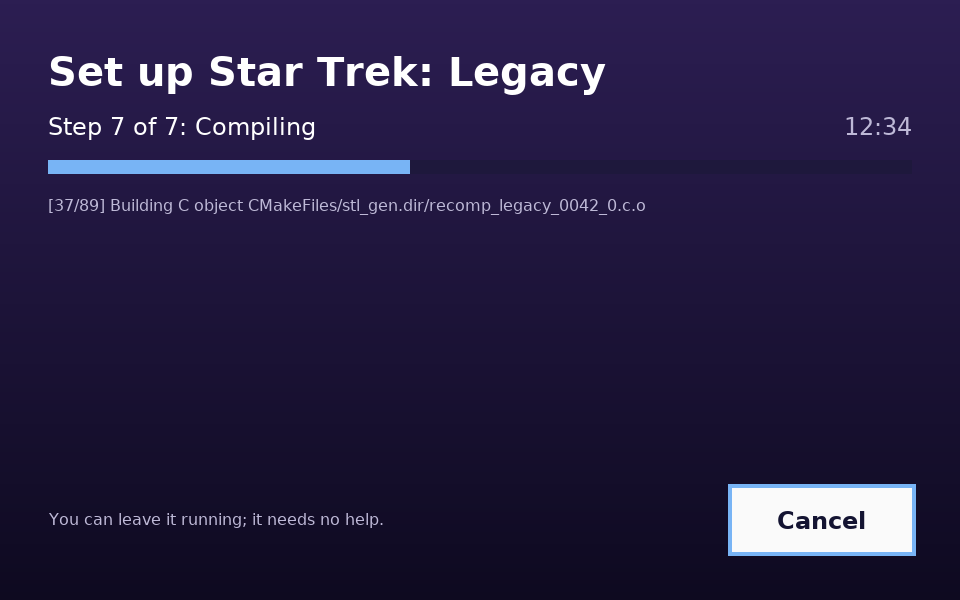 Set up Star Trek: Legacy
Step 7 of 7: Compiling
12:34
[37/89] Building C object CMakeFiles/stl_gen.dir/recomp_legacy_0042_0.c.o
You can leave it running; it needs no help.
Cancel